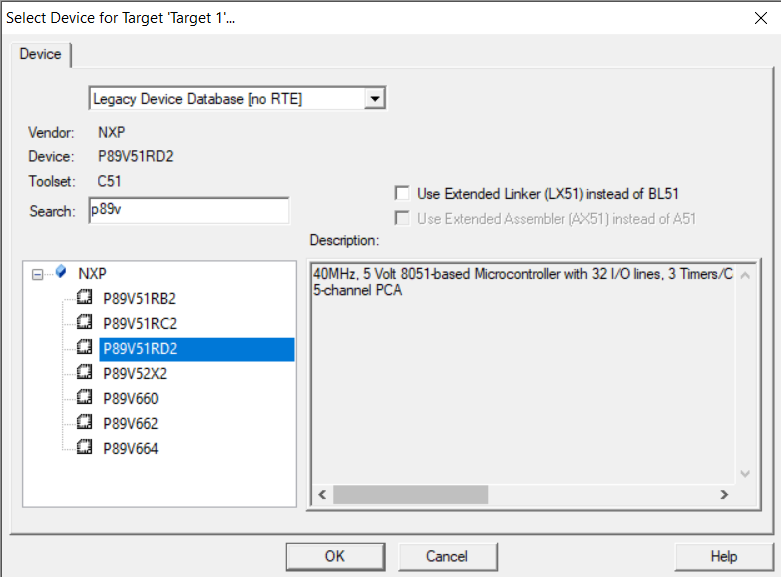 Select Device for Target 'Target 1'...
Device
Legacy Device Database [no RTE]
Vendor: NXP
Device: P89V51RD2
Toolset: C51
Search: p89v
Use Extended Linker (LX51) instead of BL51
Use Extended Assembler (AX51) instead of A51
Description:
NXP
P89V51RB2
P89V51RC2
P89V51RD2
P89V52X2
P89V660
P89V662
P89V664
40MHz, 5 Volt 8051-based Microcontroller with 32 I/O lines, 3 Timers/C
5-channel PCA
OK
Cancel
Help